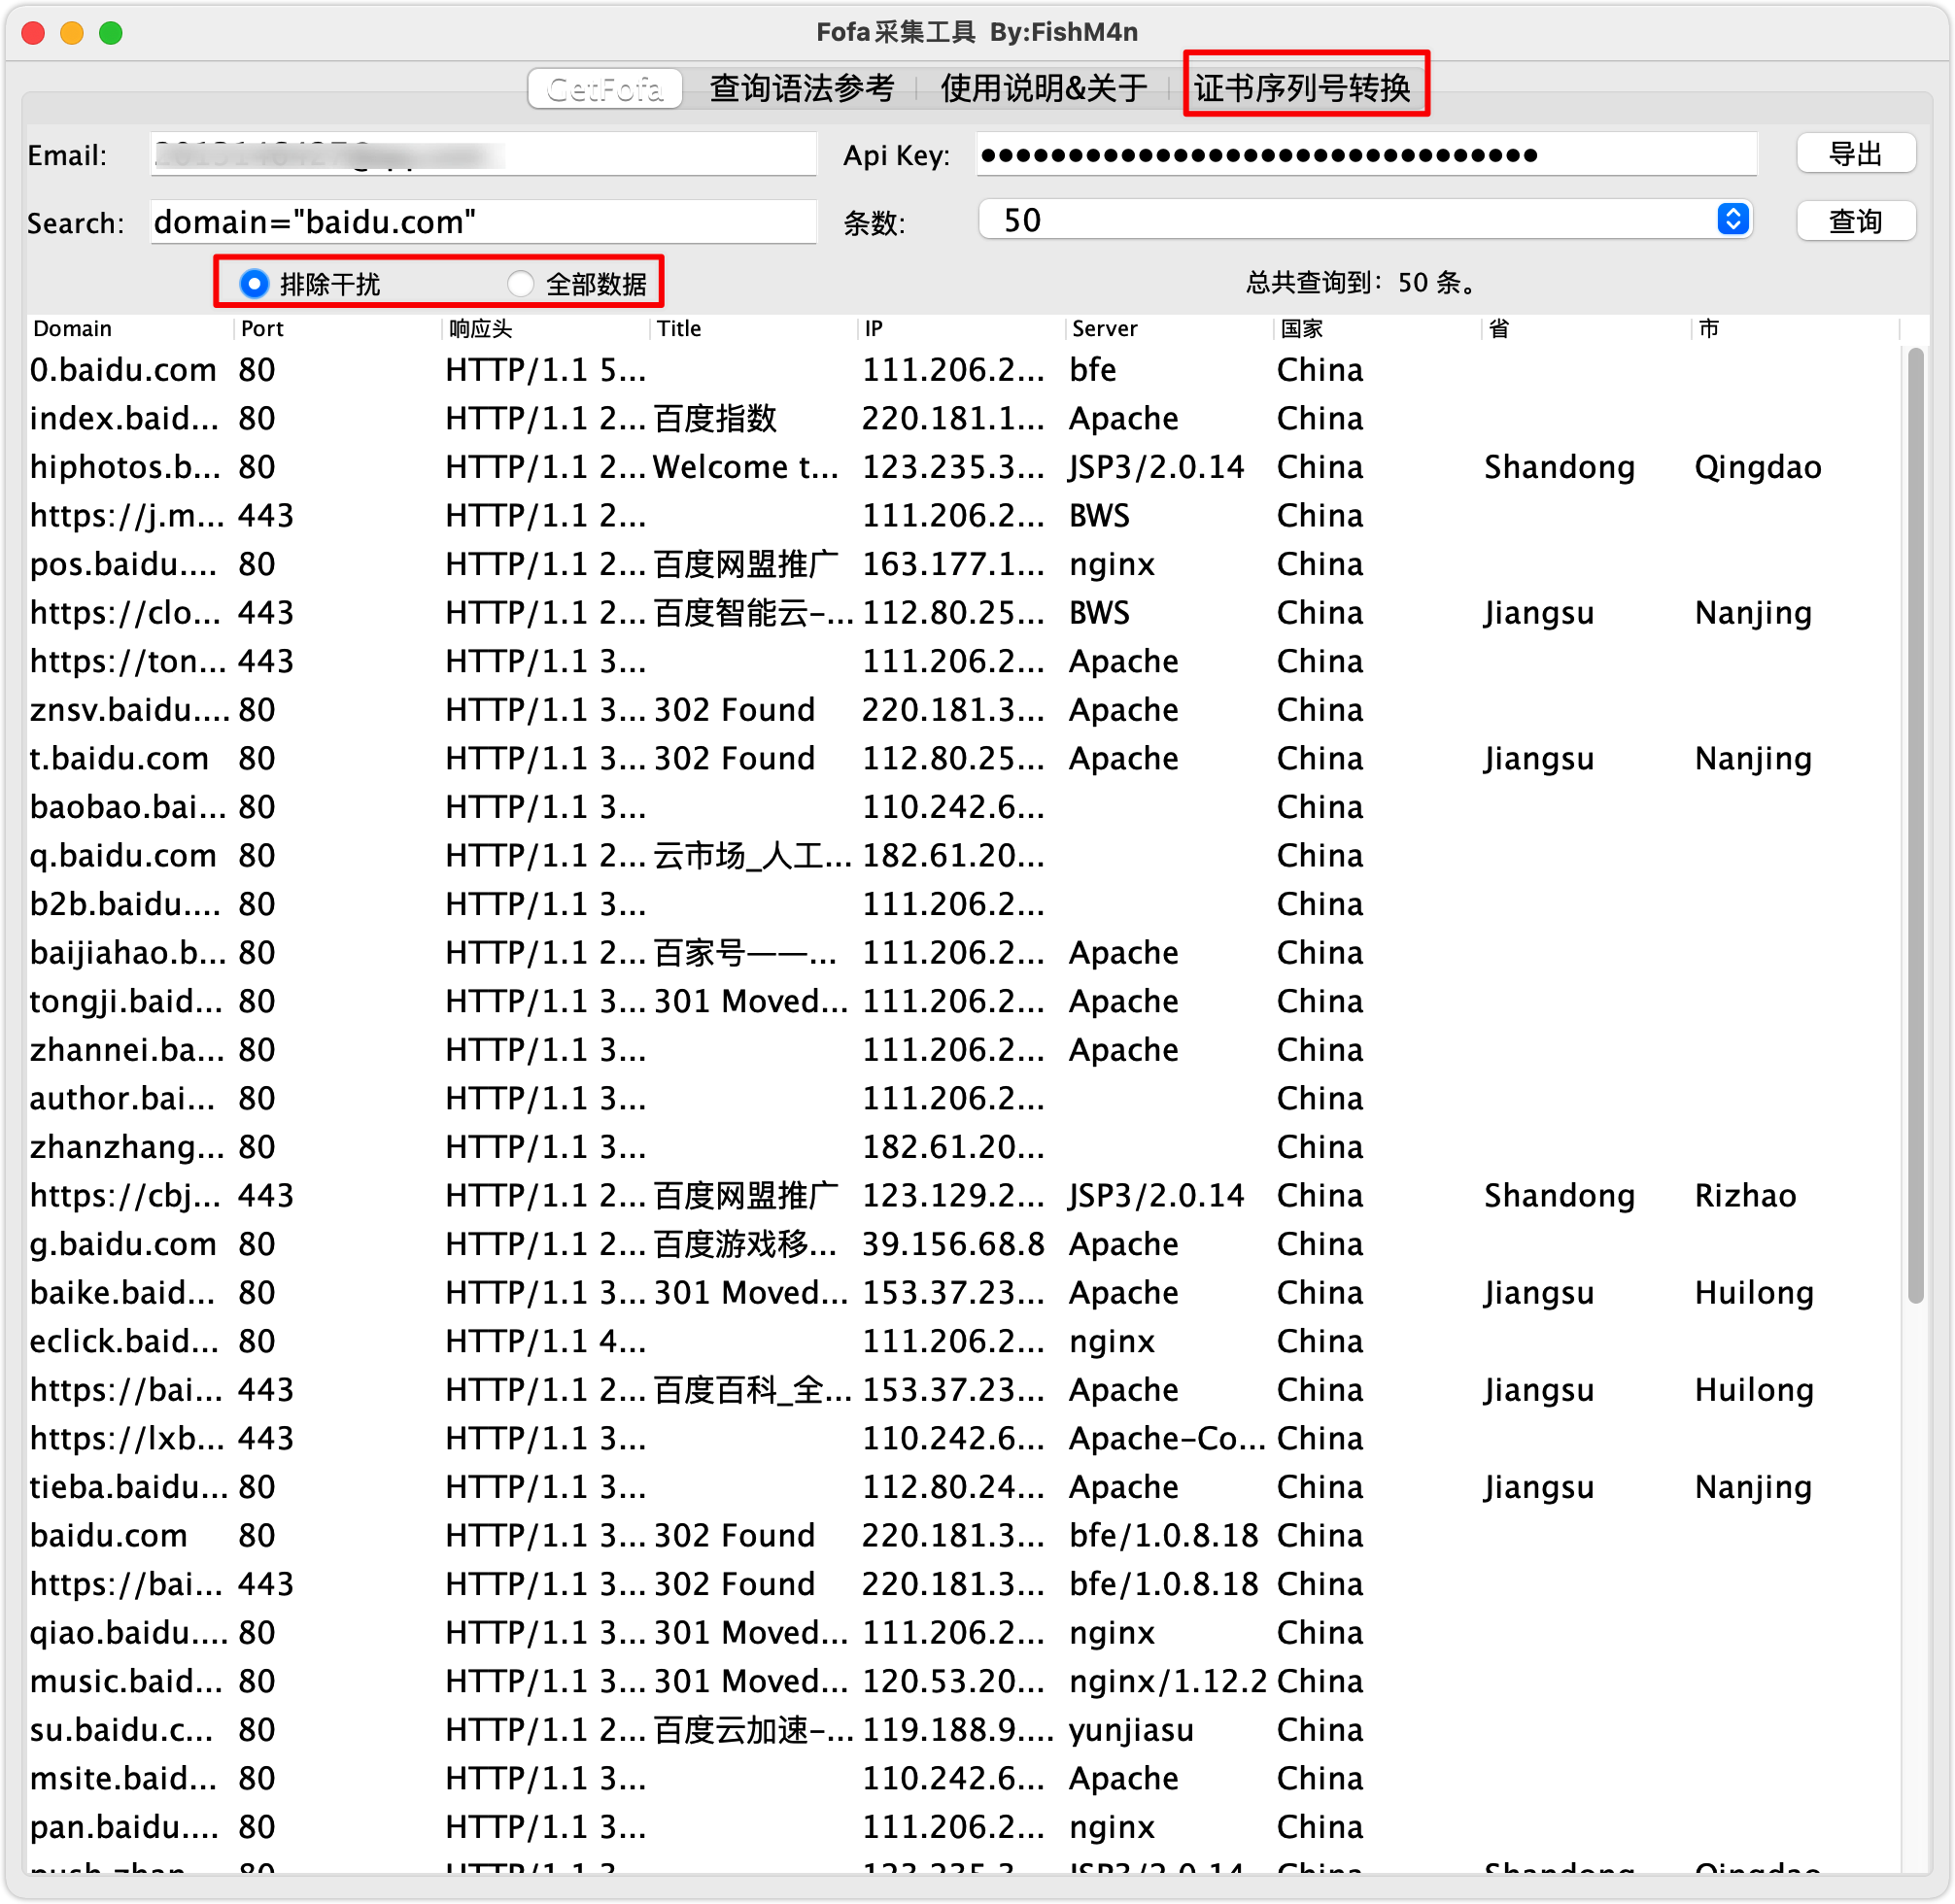 Fofa采集工具 By:FishM4n
GetFofa 查询语法参考 使用说明&关于 证书序列号转换
Email: Api Key: ●●●●●●●●●●●●●●●●●●●●●●●●●●●●●●●● 导出
Search: domain="baidu.com" 条数: 50 查询
排除干扰 全部数据 总共查询到：50 条。
Domain Port 响应头 Title IP Server 国家 省 市
0.baidu.com 80 HTTP/1.1 5... 111.206.2... bfe China
index.baid... 80 HTTP/1.1 2... 百度指数 220.181.1... Apache China
hiphotos.b... 80 HTTP/1.1 2... Welcome t... 123.235.3... JSP3/2.0.14 China Shandong Qingdao
https://j.m... 443 HTTP/1.1 2... 111.206.2... BWS China
pos.baidu.... 80 HTTP/1.1 2... 百度网盟推广 163.177.1... nginx China
https://clo... 443 HTTP/1.1 2... 百度智能云-... 112.80.25... BWS China Jiangsu Nanjing
https://ton... 443 HTTP/1.1 3... 111.206.2... Apache China
znsv.baidu.... 80 HTTP/1.1 3... 302 Found 220.181.3... Apache China
t.baidu.com 80 HTTP/1.1 3... 302 Found 112.80.25... Apache China Jiangsu Nanjing
baobao.bai... 80 HTTP/1.1 3... 110.242.6... China
q.baidu.com 80 HTTP/1.1 2... 云市场_人工... 182.61.20... China
b2b.baidu.... 80 HTTP/1.1 3... 111.206.2... China
baijiahao.b... 80 HTTP/1.1 2... 百家号——... 111.206.2... Apache China
tongji.baid... 80 HTTP/1.1 3... 301 Moved... 111.206.2... Apache China
zhannei.ba... 80 HTTP/1.1 3... 111.206.2... Apache China
author.bai... 80 HTTP/1.1 3... 111.206.2... China
zhanzhang... 80 HTTP/1.1 3... 182.61.20... China
https://cbj... 443 HTTP/1.1 2... 百度网盟推广 123.129.2... JSP3/2.0.14 China Shandong Rizhao
g.baidu.com 80 HTTP/1.1 2... 百度游戏移... 39.156.68.8 Apache China
baike.baid... 80 HTTP/1.1 3... 301 Moved... 153.37.23... Apache China Jiangsu Huilong
eclick.baid... 80 HTTP/1.1 4... 111.206.2... nginx China
https://bai... 443 HTTP/1.1 2... 百度百科_全... 153.37.23... Apache China Jiangsu Huilong
https://lxb... 443 HTTP/1.1 3... 110.242.6... Apache-Co... China
tieba.baidu... 80 HTTP/1.1 3... 112.80.24... Apache China Jiangsu Nanjing
baidu.com 80 HTTP/1.1 3... 302 Found 220.181.3... bfe/1.0.8.18 China
https://bai... 443 HTTP/1.1 3... 302 Found 220.181.3... bfe/1.0.8.18 China
qiao.baidu.... 80 HTTP/1.1 3... 301 Moved... 111.206.2... nginx China
music.baid... 80 HTTP/1.1 3... 301 Moved... 120.53.20... nginx/1.12.2 China
su.baidu.c... 80 HTTP/1.1 2... 百度云加速-... 119.188.9.... yunjiasu China
msite.baid... 80 HTTP/1.1 3... 110.242.6... Apache China
pan.baidu.... 80 HTTP/1.1 3... 111.206.2... nginx China
push.zhan... 80 HTTP/1.1 3... 123.235.3... JSP3/2.0.14 China Shandong Qingdao